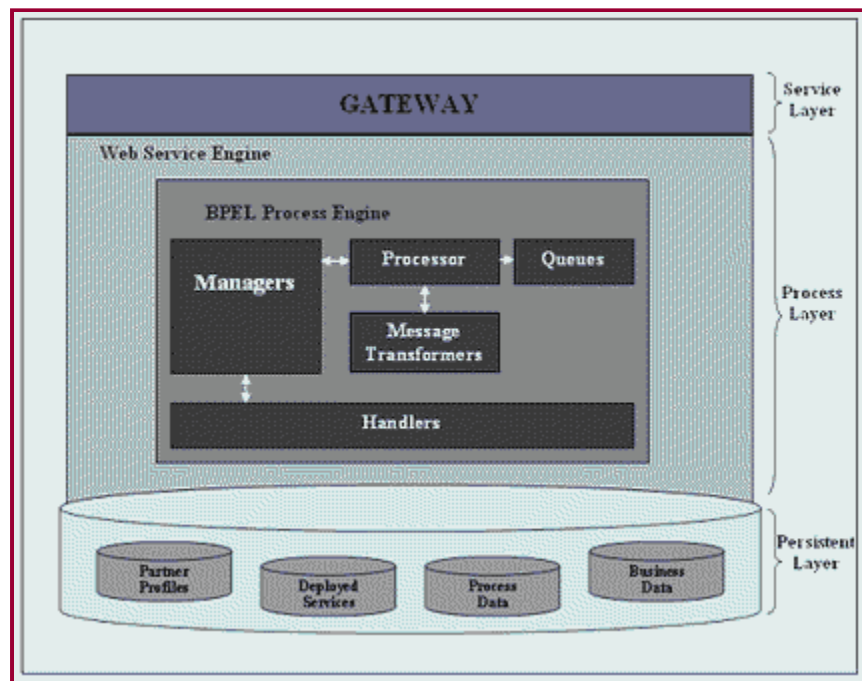 GATEWAY
Service
Layer
Web Service Engine
BPEL Process Engine
Managers
Processor
Queues
Message
Transformers
Handlers
Process
Layer
Partner
Profiles
Deployed
Services
Process
Data
Business
Data
Persistent
Layer